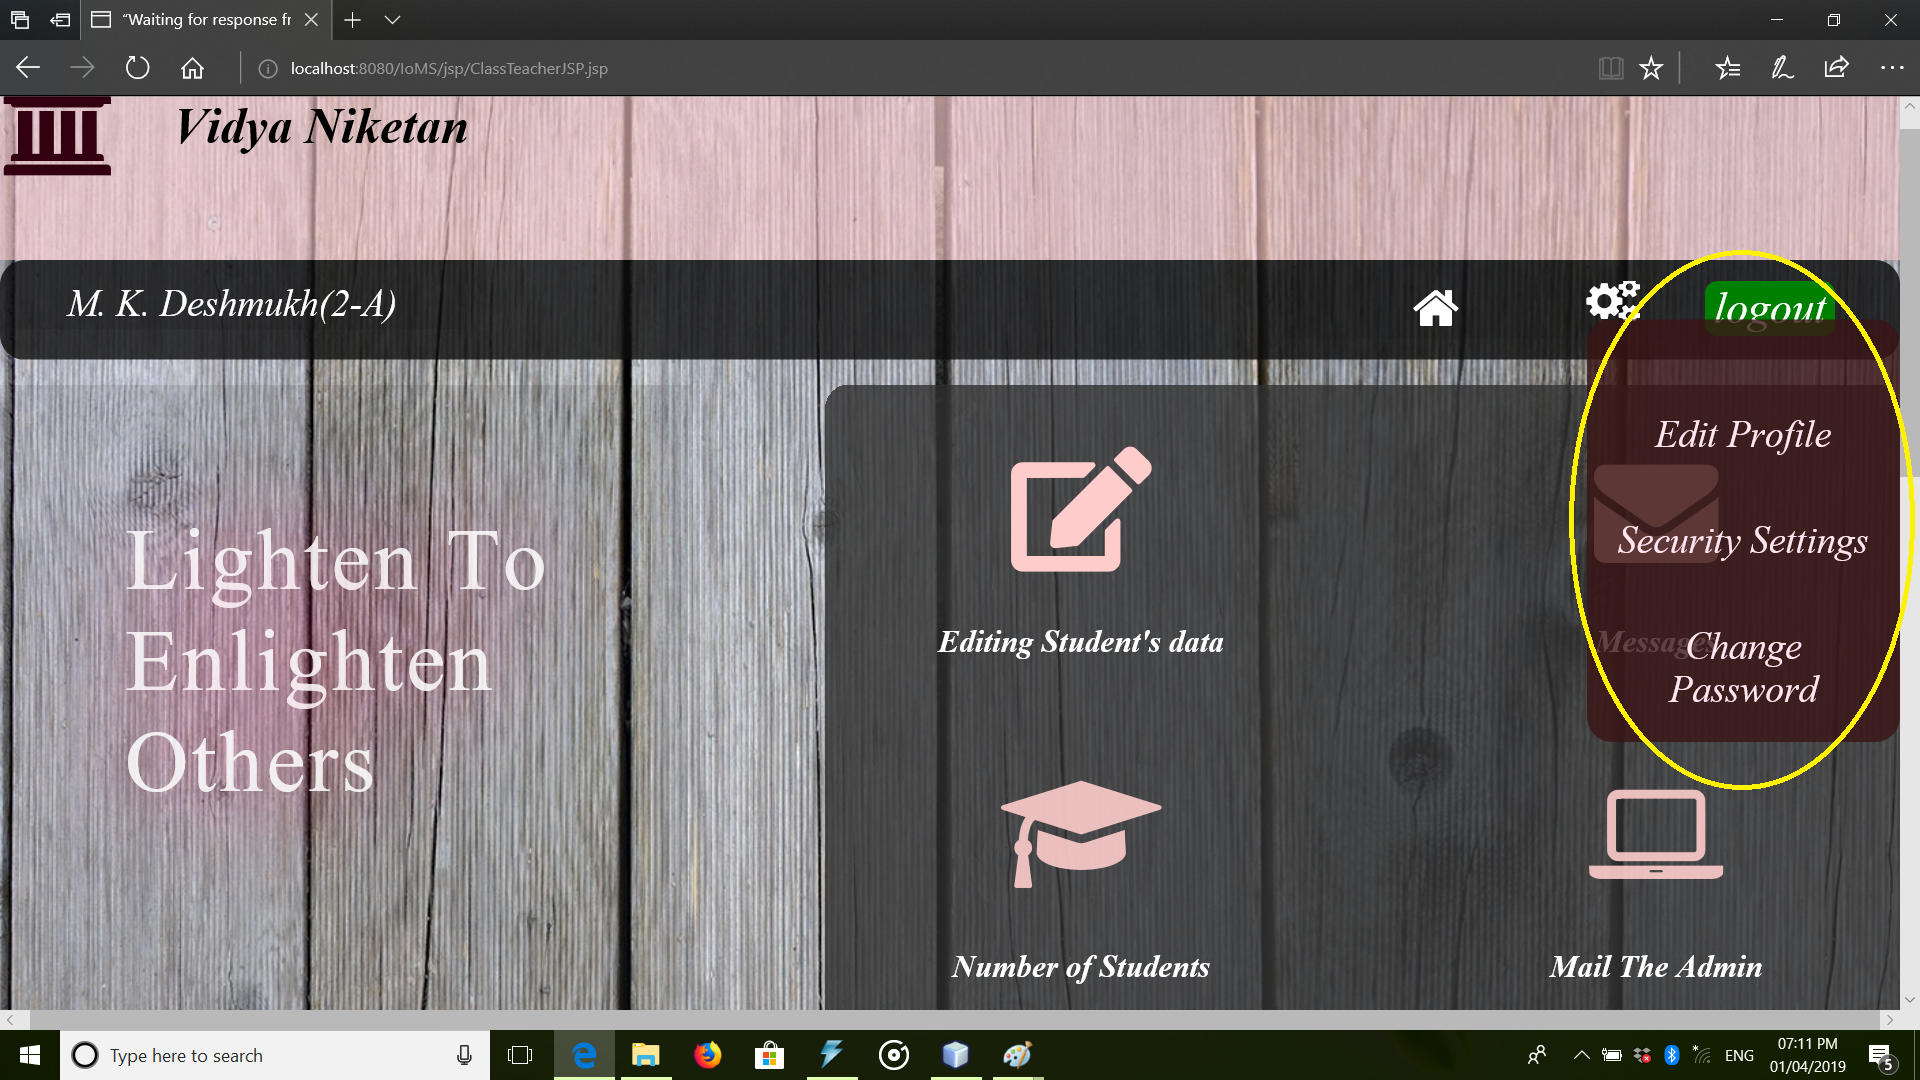 “Waiting for response fr
localhost:8080/IoMS/jsp/ClassTeacherJSP.jsp
Vidya Niketan
M. K. Deshmukh(2-A)
logout
Edit Profile
Security Settings
Change
Password
Lighten To
Enlighten
Others
Editing Student's data
Messages
Number of Students
Mail The Admin
Type here to search
ENG
07:11 PM
01/04/2019
5